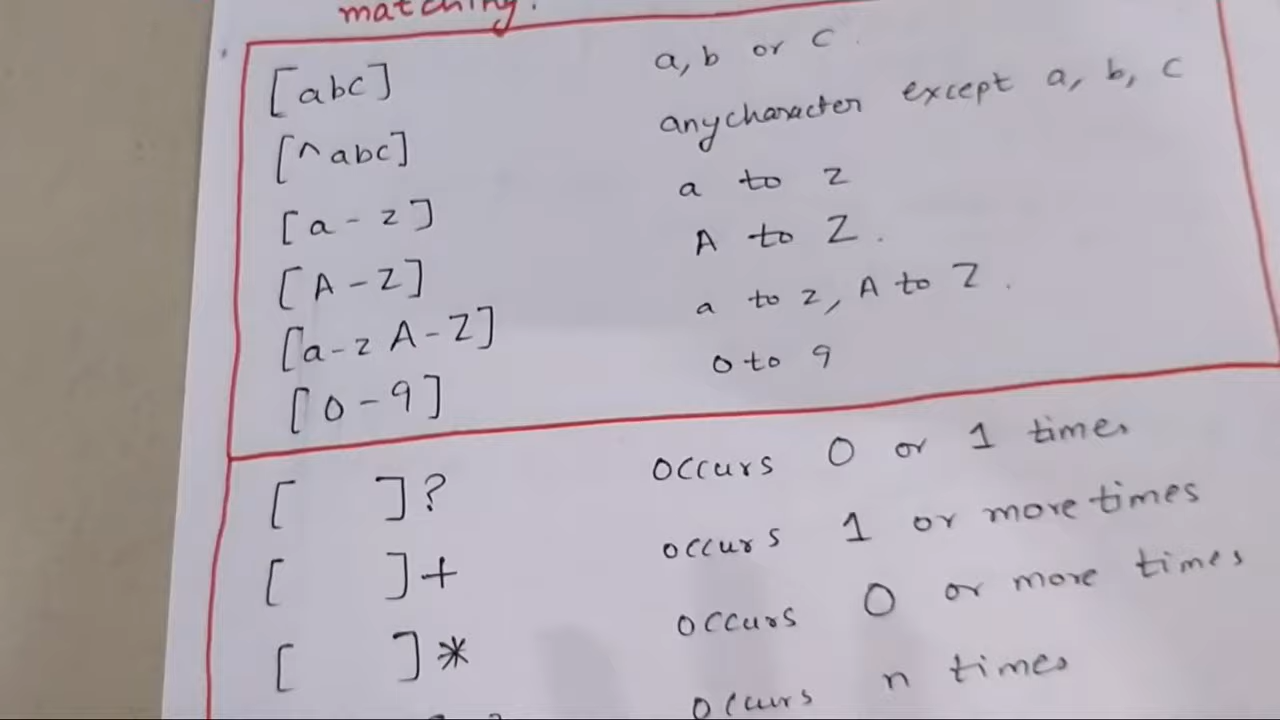 matching.
[abc] a, b or c.
[^abc] anycharacter except a, b, c
[a-z] a to z
[A-Z] A to Z.
[a-z A-Z] a to z, A to Z.
[0-9] 0 to 9
[ ]? occurs 0 or 1 times
[ ]+ occurs 1 or more times
[ ]* occurs 0 or more times
occurs n times